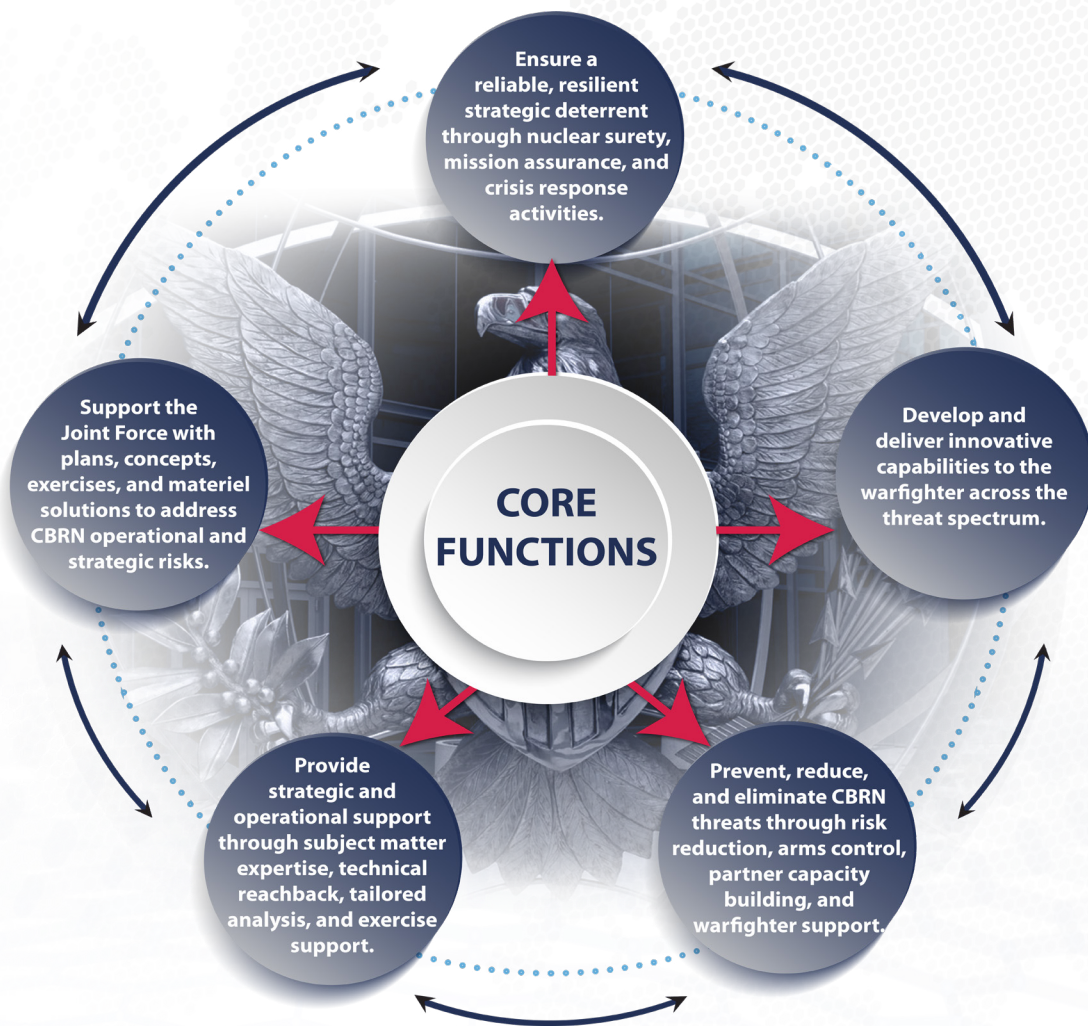 Ensure a
reliable, resilient
strategic deterrent
through nuclear surety,
mission assurance, and
crisis response
activities.
Support the
Joint Force with
plans, concepts,
exercises, and materiel
solutions to address
CBRN operational and
strategic risks.
CORE
FUNCTIONS
Develop and
deliver innovative
capabilities to the
warfighter across the
threat spectrum.
Provide
strategic and
operational support
through subject matter
expertise, technical
reachback, tailored
analysis, and exercise
support.
Prevent, reduce,
and eliminate CBRN
threats through risk
reduction, arms control,
partner capacity
building, and
warfighter support.